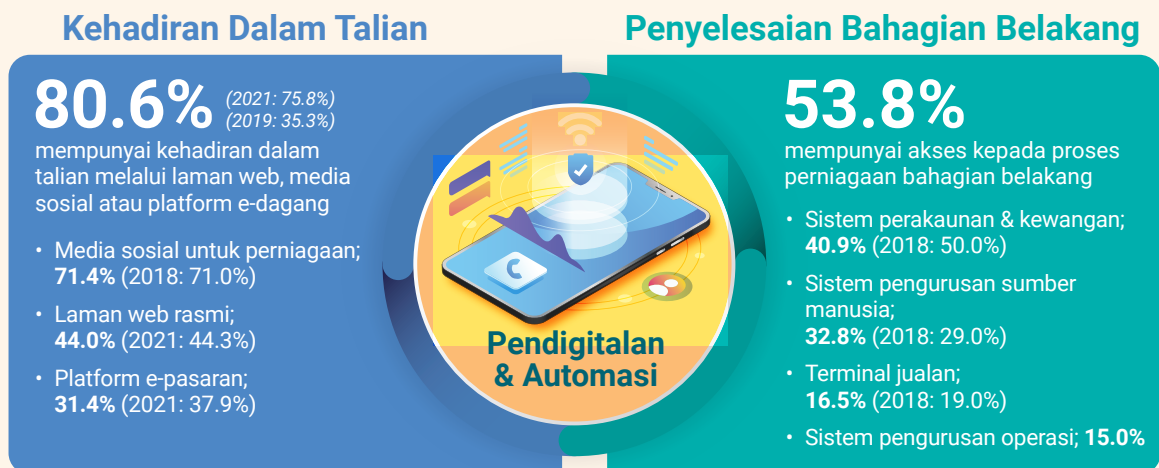 Kehadiran Dalam Talian
80.6% (2021: 75.8%)
(2019: 35.3%)
mempunyai kehadiran dalam
talian melalui laman web, media
sosial atau platform e-dagang
• Media sosial untuk perniagaan;
71.4% (2018: 71.0%)
• Laman web rasmi;
44.0% (2021: 44.3%)
• Platform e-pasaran;
31.4% (2021: 37.9%)
Pendigitalan
& Automasi
Penyelesaian Bahagian Belakang
53.8%
mempunyai akses kepada proses
perniagaan bahagian belakang
• Sistem perakaunan & kewangan;
40.9% (2018: 50.0%)
• Sistem pengurusan sumber
manusia;
32.8% (2018: 29.0%)
• Terminal jualan;
16.5% (2018: 19.0%)
• Sistem pengurusan operasi; 15.0%